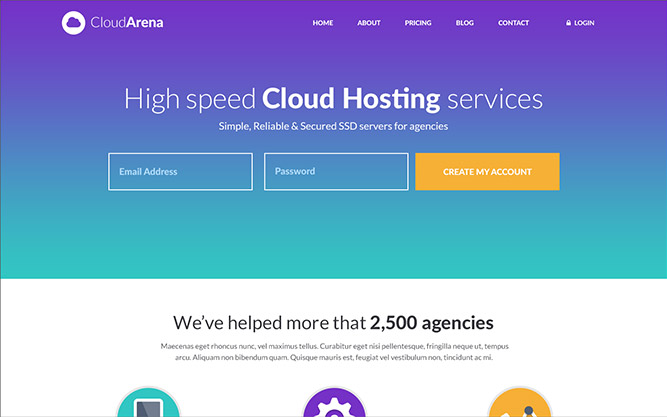 CloudArena
HOME ABOUT PRICING BLOG CONTACT LOGIN
High speed Cloud Hosting services
Simple, Reliable & Secured SSD servers for agencies
Email Address Password CREATE MY ACCOUNT
We've helped more that 2,500 agencies
Maecenas eget rhoncus nunc, vel maximus tellus. Curabitur eget nisi pellentesque, fringilla neque ut, tempus
arcu. Aliquam non bibendum quam. Quisque mauris est, feugiat vel vestibulum non, tincidunt ac mi.